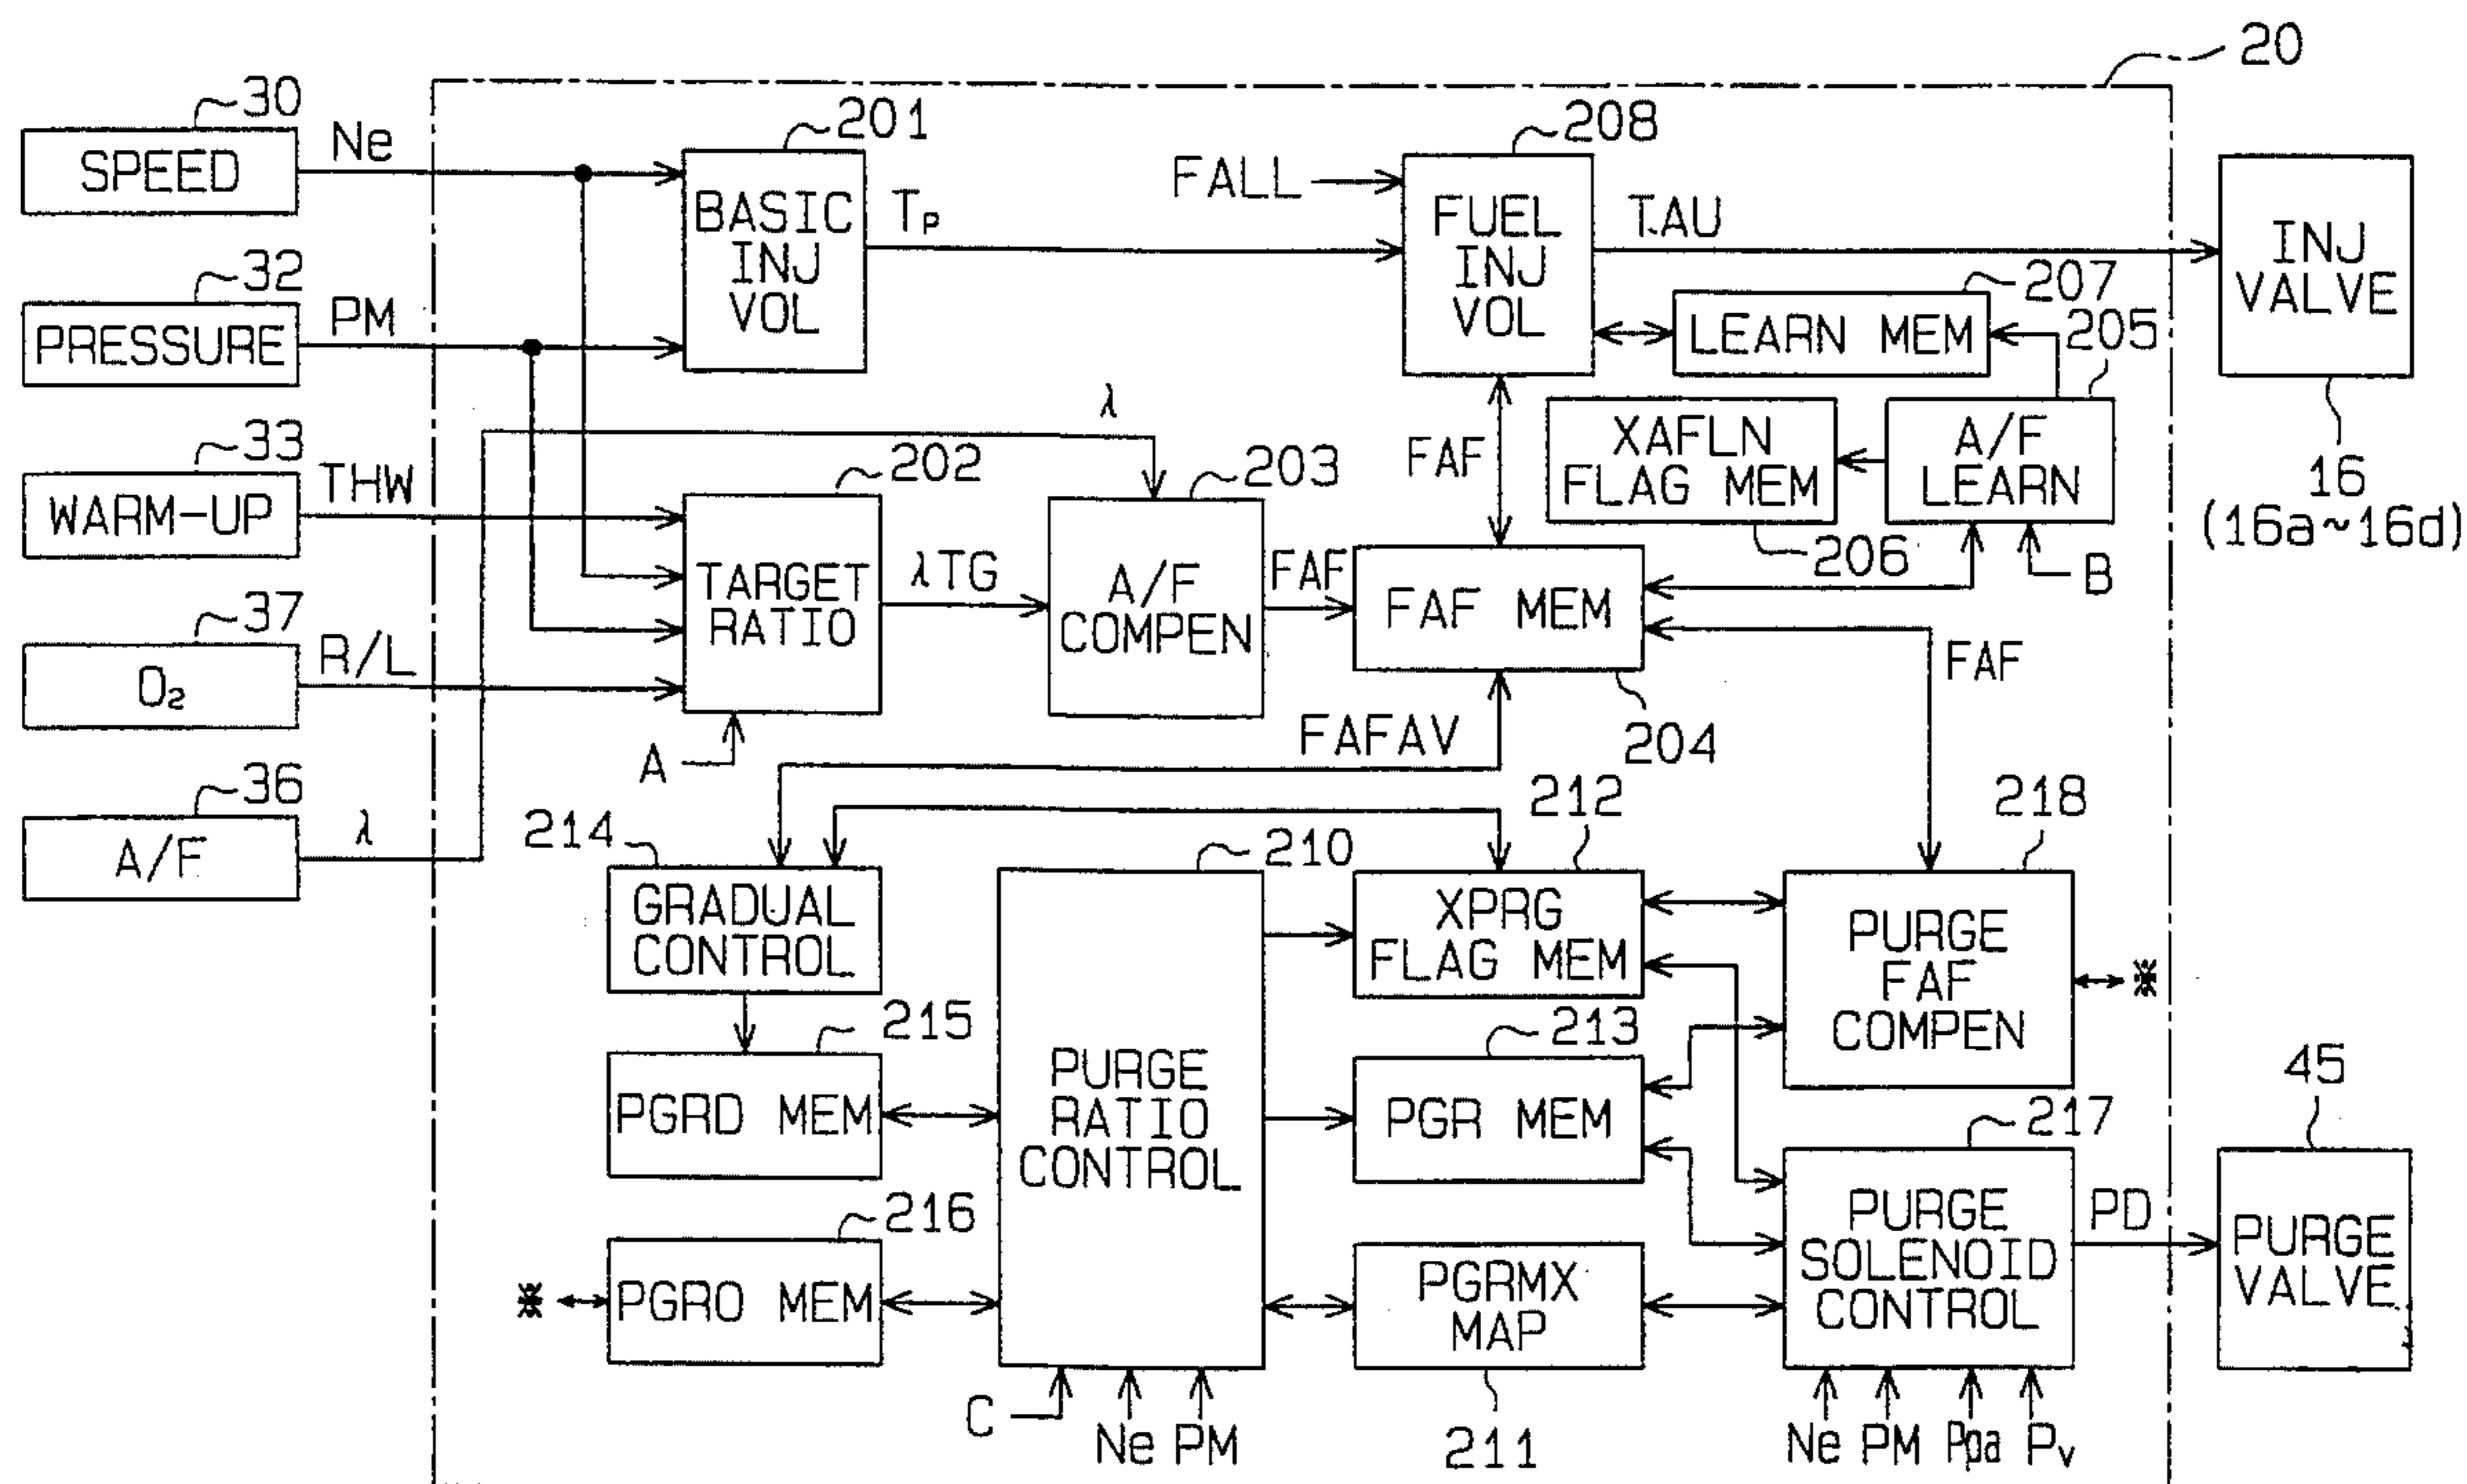 20
30
Ne
SPEED
201
BASIC
INJ
VOL
TP
208
FALL
FUEL
INJ
VOL
TAU
INJ
VALVE
16
(16a~16d)
32
PM
PRESSURE
207
LEARN MEM
205
A/F
LEARN
XAFLN
FLAG MEM
206
B
λ
33
THW
WARM-UP
202
TARGET
RATIO
λTG
203
A/F
COMPEN
FAF
FAF
FAF MEM
204
FAF
37
R/L
O2
A
FAFAV
36
λ
A/F
214
GRADUAL
CONTROL
210
PURGE
RATIO
CONTROL
212
XPRG
FLAG MEM
218
PURGE
FAF
COMPEN
※
215
PGRD MEM
213
PGR MEM
217
PURGE
SOLENOID
CONTROL
PD
45
PURGE
VALVE
216
※
PGRO MEM
PGRMX
MAP
211
C
Ne PM
Ne PM Pga Pv